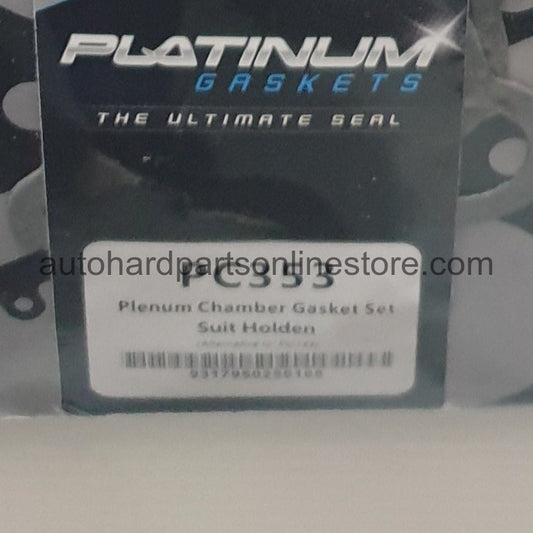 PLATINUM
GASKETS
THE ULTIMATE SEAL
autohardpartsonlinestore.com
PC353
Plenum Chamber Gasket Set
Suit Holden